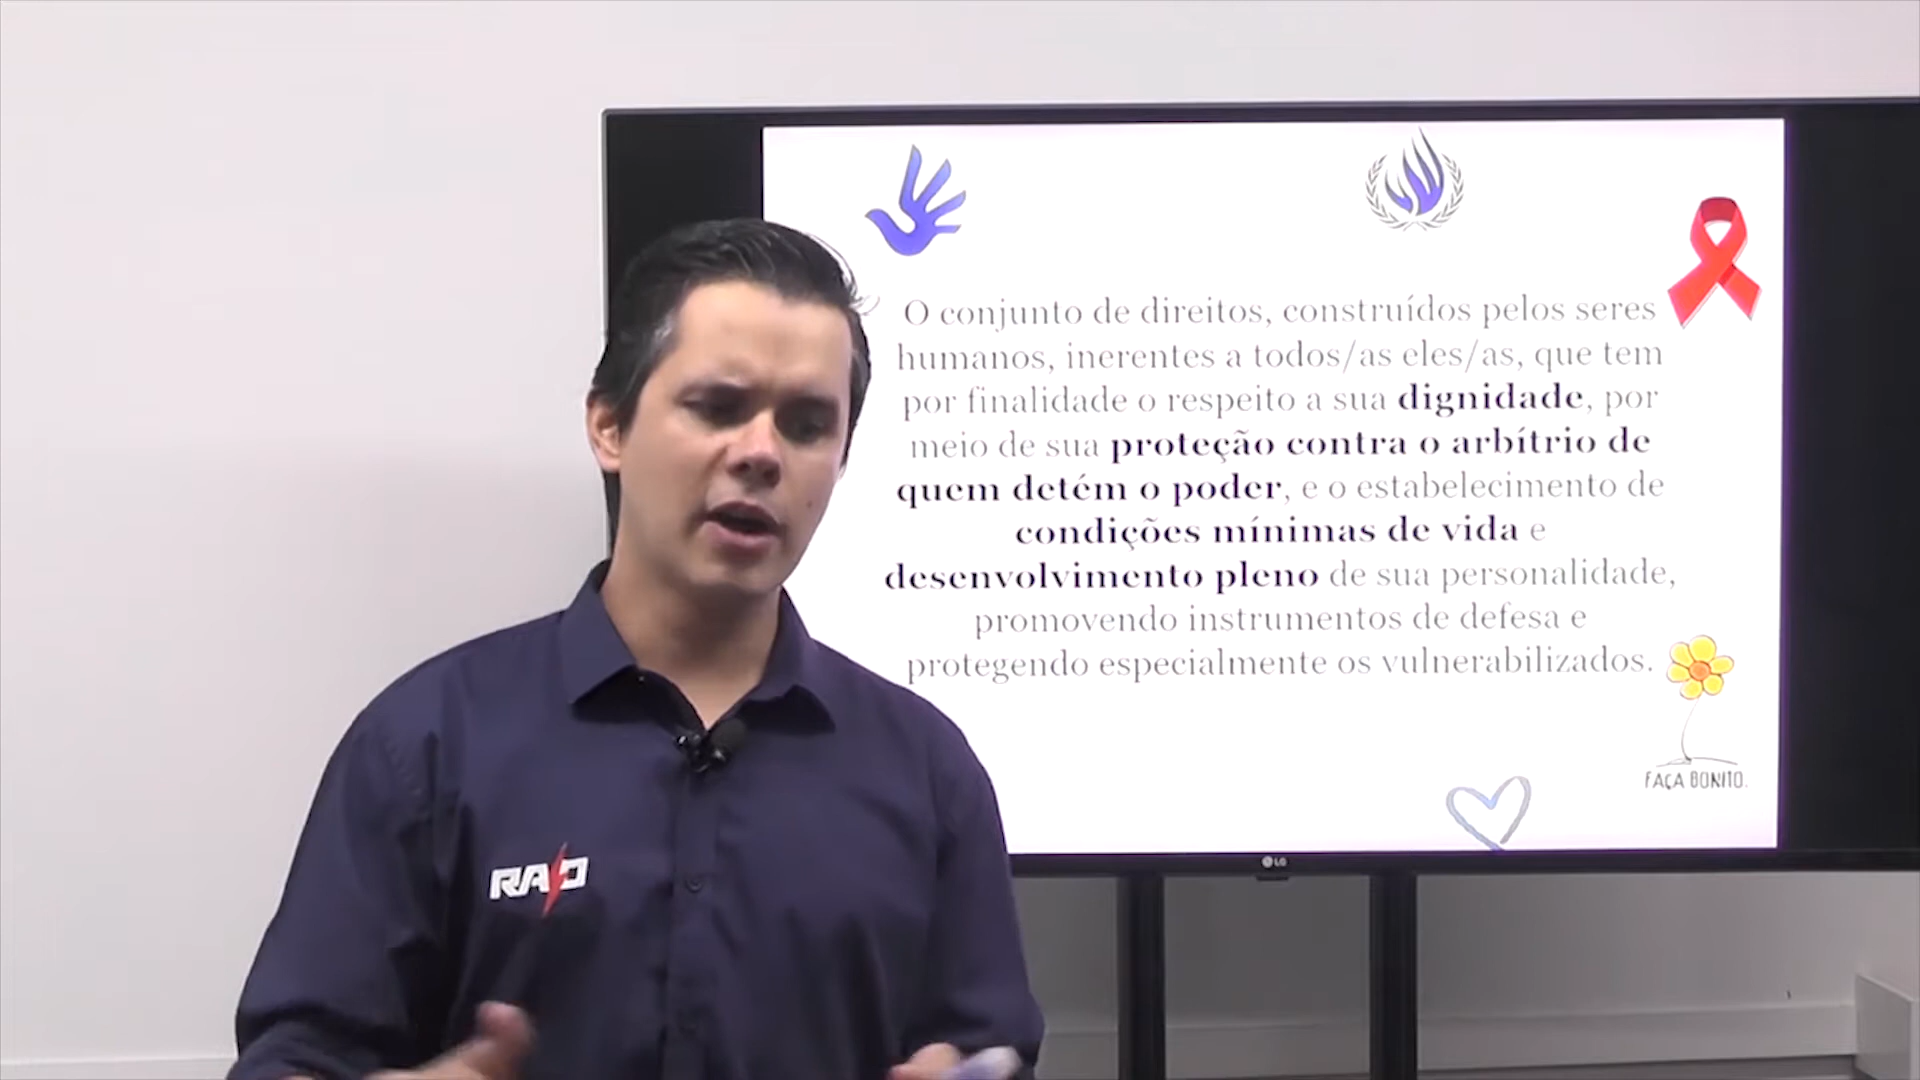 O conjunto de direitos, construídos pelos seres
humanos, inerentes a todos/as eles/as, que tem
por finalidade o respeito a sua dignidade, por
meio de sua proteção contra o arbítrio de
quem detém o poder, e o estabelecimento de
condições mínimas de vida e
desenvolvimento pleno de sua personalidade,
promovendo instrumentos de defesa e
protegendo especialmente os vulnerabilizados.
FAÇA BONITO.
LG
RAIO